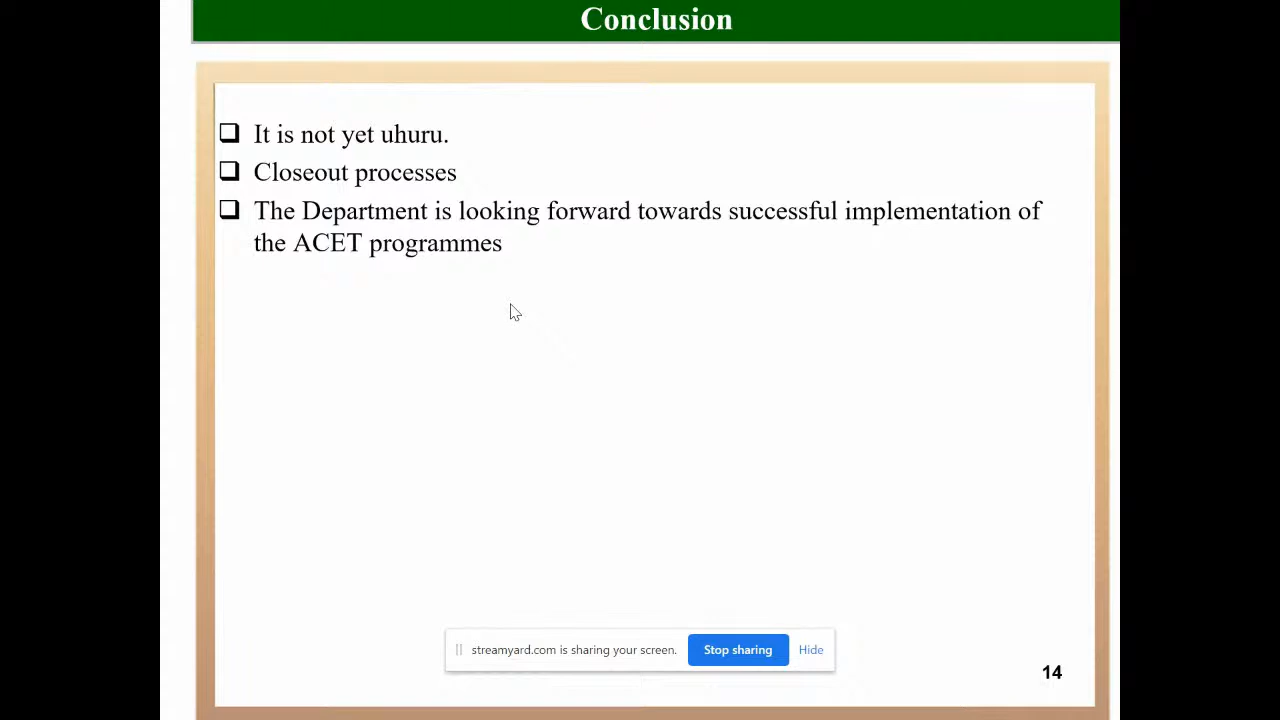 Conclusion
It is not yet uhuru.
Closeout processes
The Department is looking forward towards successful implementation of
the ACET programmes
streamyard.com is sharing your screen. Stop sharing Hide
14